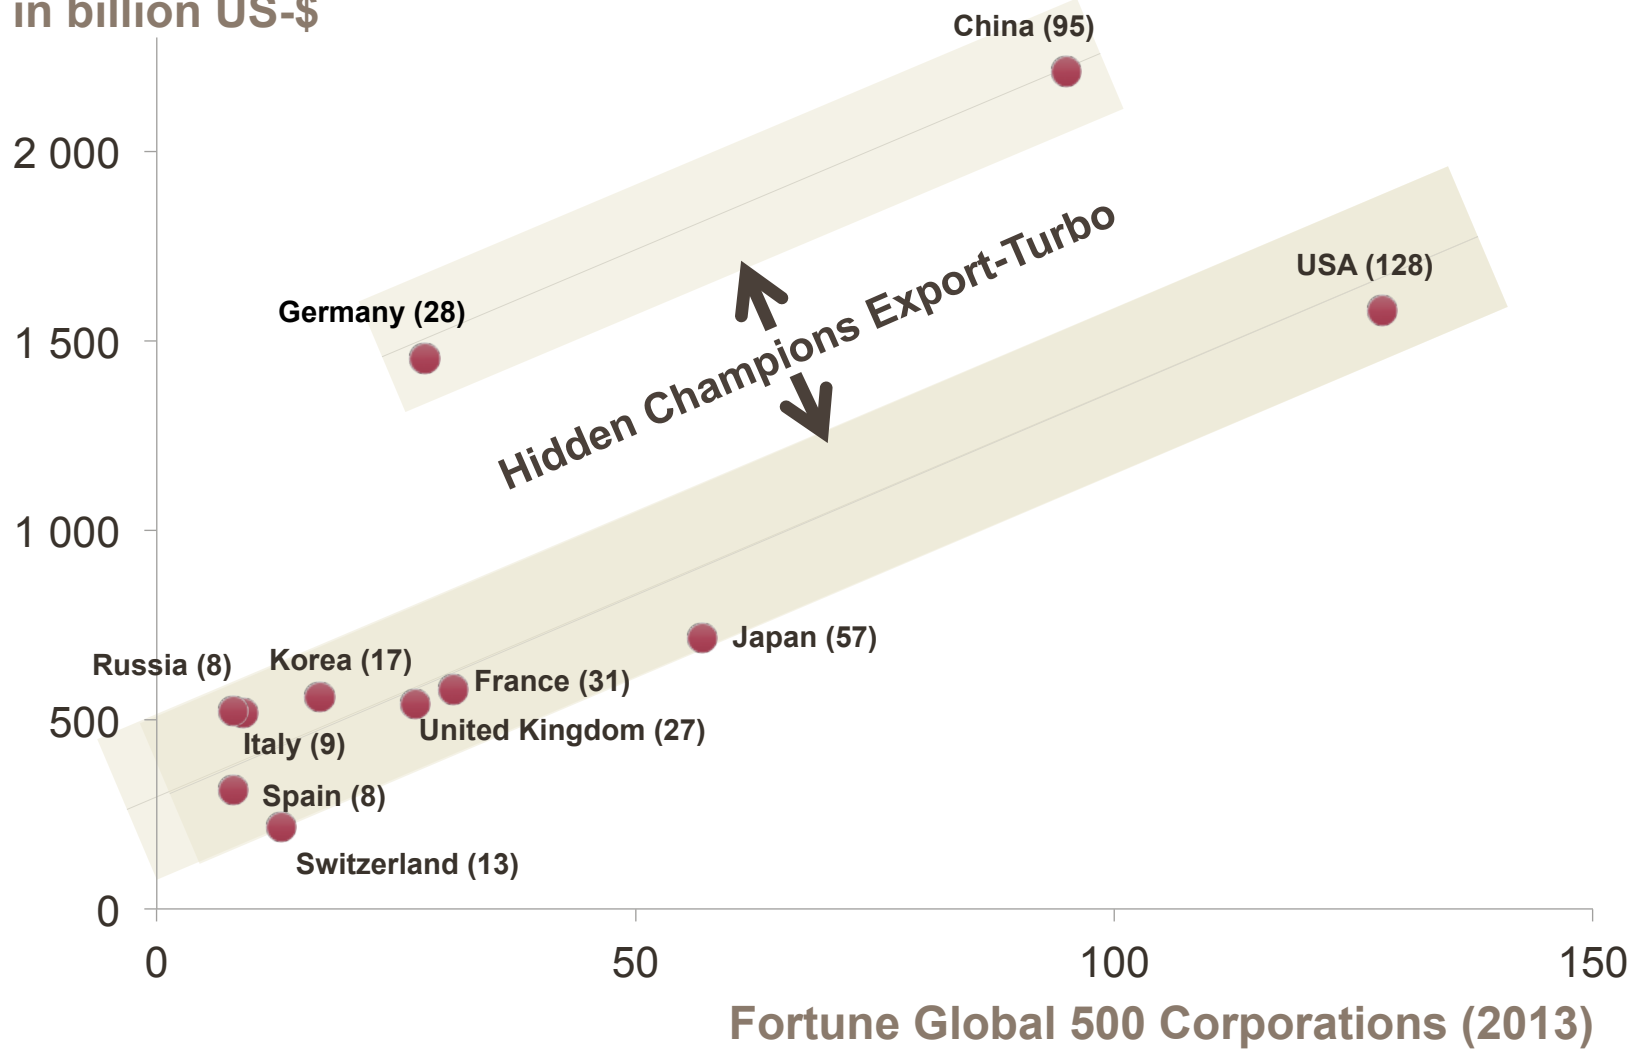 in billion US-$
China (95)
2 000
USA (128)
Hidden Champions Export-Turbo
Germany (28)
1 500
1 000
Japan (57)
Russia (8)
Korea (17)
France (31)
500
United Kingdom (27)
Italy (9)
Spain (8)
Switzerland (13)
0
0 50 100 150
Fortune Global 500 Corporations (2013)